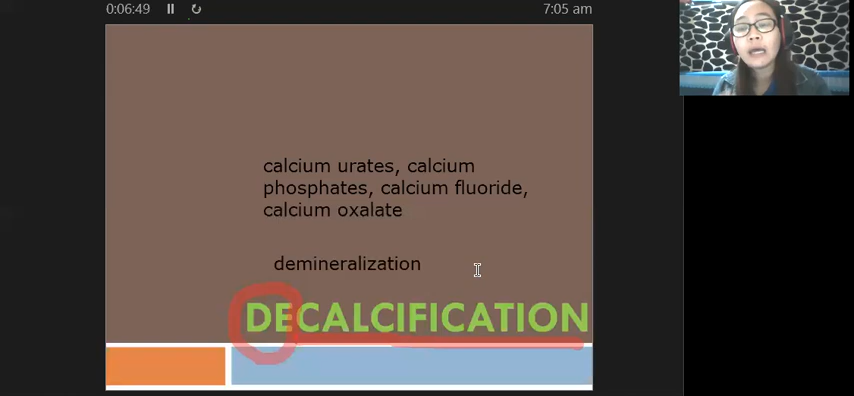 0:06:49
7:05 am
calcium urates, calcium
phosphates, calcium fluoride,
calcium oxalate
demineralization
DECALCIFICATION